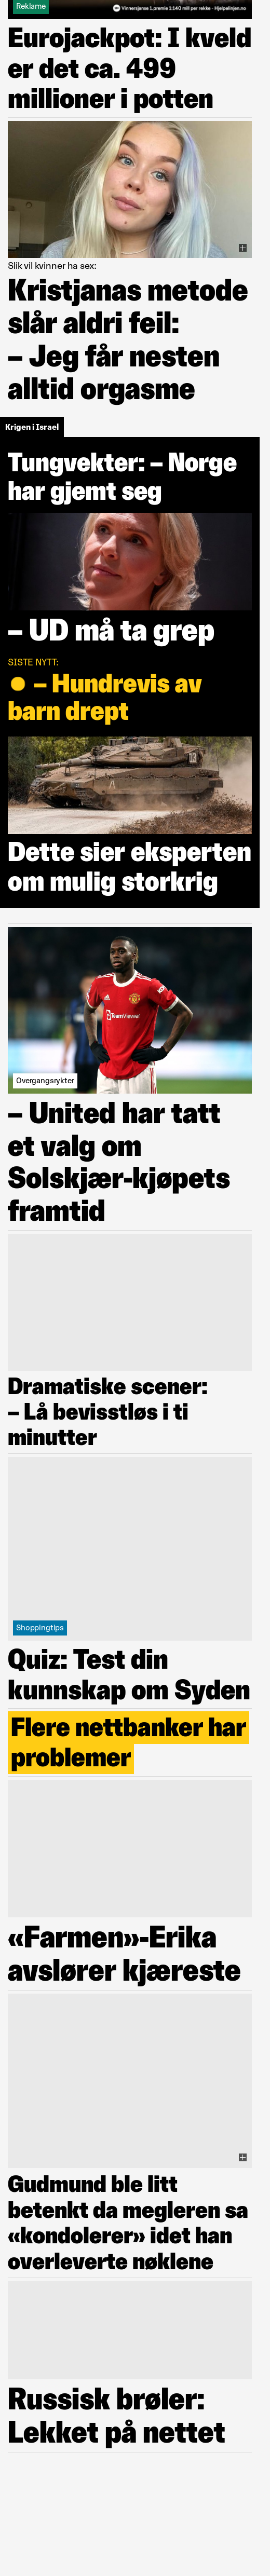 Reklame
Vinnersjanse 1.premie 1:140 mill per rekke - Hjelpelinjen.no
Eurojackpot: I kveld
er det ca. 499
millioner i potten
Slik vil kvinner ha sex:
Kristjanas metode
slår aldri feil:
– Jeg får nesten
alltid orgasme
Krigen i Israel
Tungvekter: – Norge
har gjemt seg
– UD må ta grep
SISTE NYTT:
– Hundrevis av
barn drept
Dette sier eksperten
om mulig storkrig
TeamViewer
Overgangsrykter
– United har tatt
et valg om
Solskjær-kjøpets
framtid
Dramatiske scener:
– Lå bevisstløs i ti
minutter
Shoppingtips
Quiz: Test din
kunnskap om Syden
Flere nettbanker har
problemer
«Farmen»-Erika
avslører kjæreste
Gudmund ble litt
betenkt da megleren sa
«kondolerer» idet han
overleverte nøklene
Russisk brøler:
Lekket på nettet